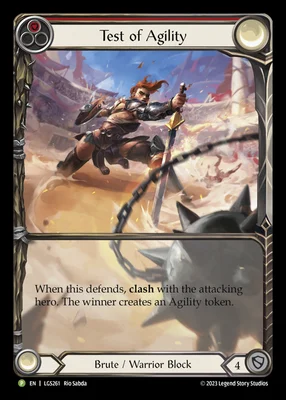 Test of Agility
When this defends, clash with the attacking
hero. The winner creates an Agility token.
Brute / Warrior Block
4
P EN | LGS261 Rio Sabda
© 2023 Legend Story Studios